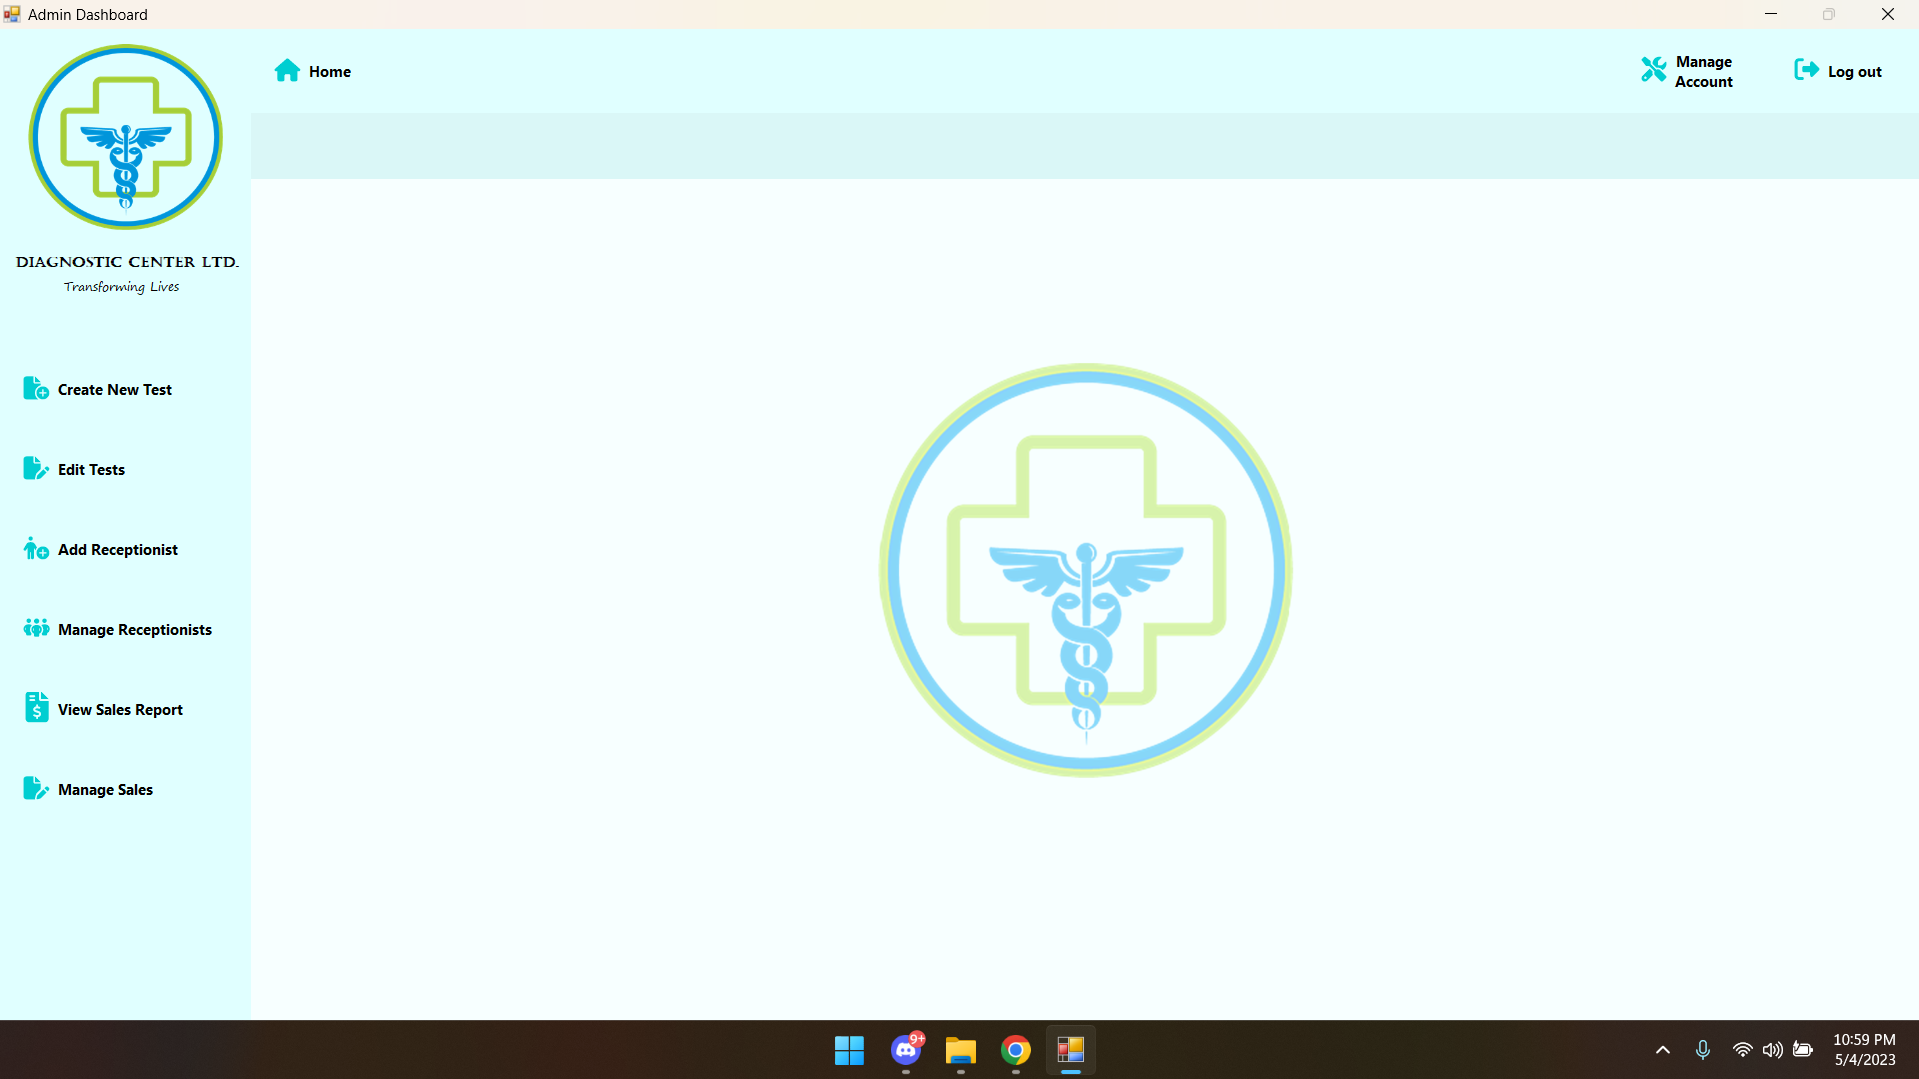 Admin Dashboard
Home
Manage
Account
Log out
DIAGNOSTIC CENTER LTD.
Transforming Lives
Create New Test
Edit Tests
Add Receptionist
Manage Receptionists
View Sales Report
Manage Sales
9+
10:59 PM
5/4/2023